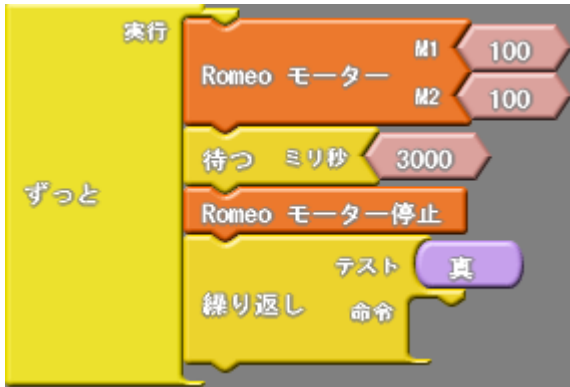 実行
Romeo モーター
M1 100
M2 100
待つ ミリ秒 3000
ずっと
Romeo モーター停止
テスト 真
繰り返し 命令